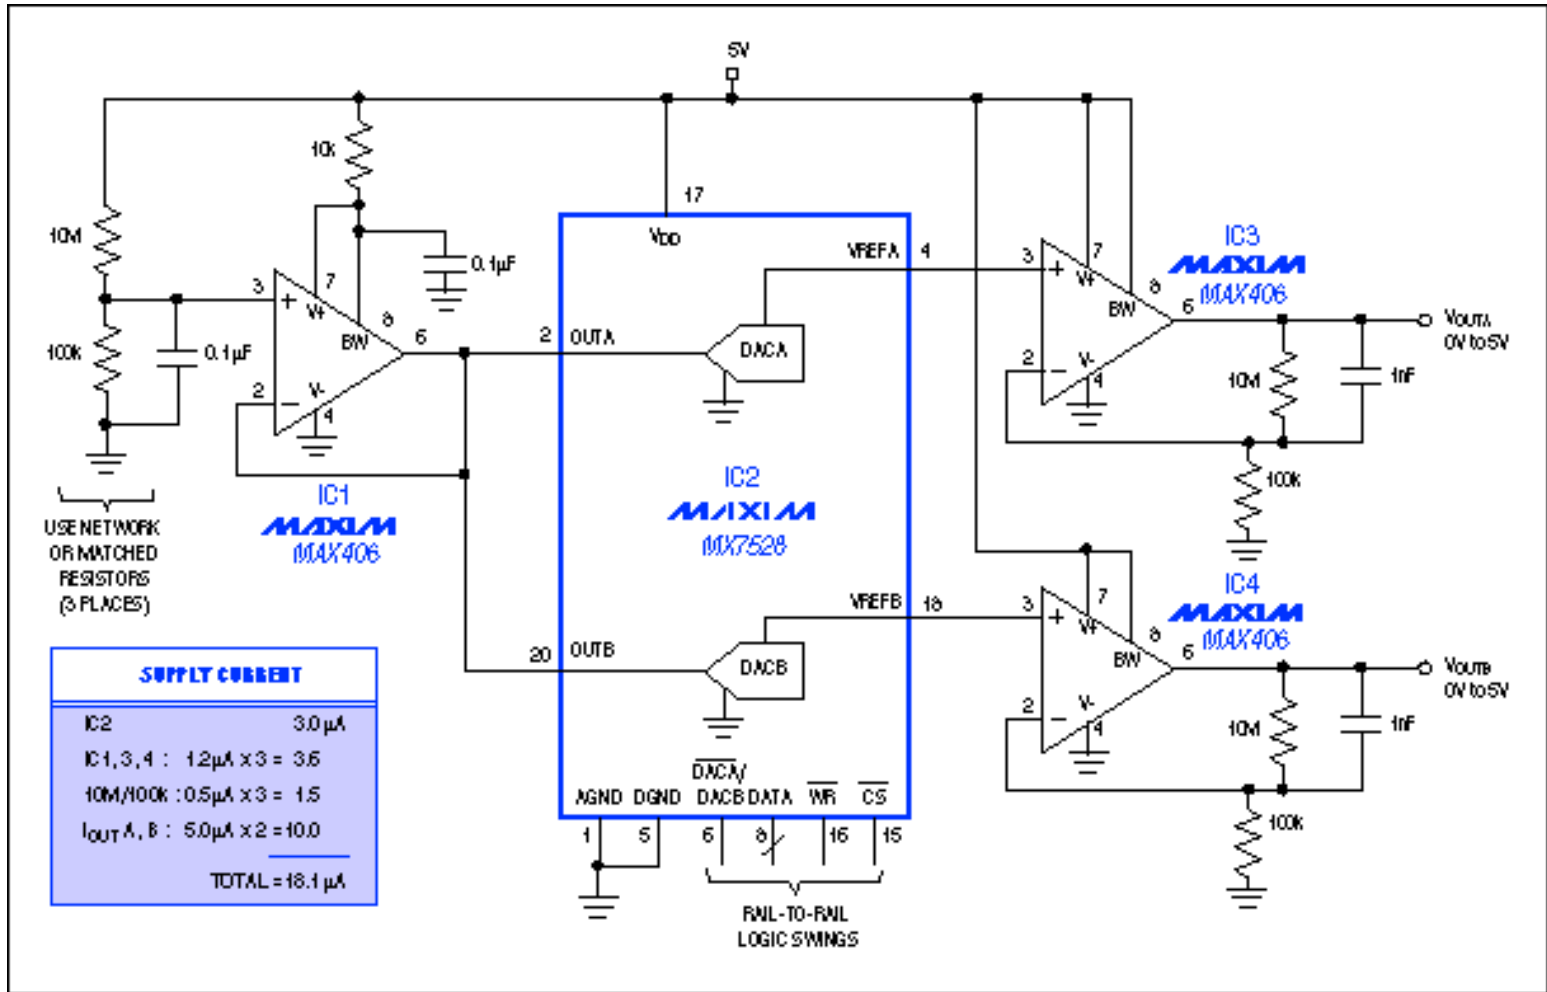 5V
10k
17
10M
VDD
VREFA 4
IC3
MAXIM
MAX406
0.1µF
3
+
7
V+
8
BW
6
3
+
7
V+
8
BW
6
VOUTA
0V to 5V
100k
0.1µF
2
OUTA
DACA
2
−
V-
4
2
−
V-
4
10M
1nF
IC1
MAXIM
MAX406
IC2
MAXIM
MX7528
100k
USE NETWORK
OR MATCHED
RESISTORS
(3 PLACES)
VREFB 18
IC4
MAXIM
MAX406
3
+
7
V+
8
BW
6
VOUTB
0V to 5V
20
OUTB
DACB
2
−
V-
4
10M
1nF
100k
SUPPLY CURRENT
IC2 3.0µA
IC1, 3, 4 : 1.2µA x 3 = 3.6
10M/100k : 0.5µA x 3 = 1.5
IOUT A, B : 5.0µA x 2 = 10.0
TOTAL = 18.1µA
AGND DGND DACA/
DACB DATA WR CS
1 5 6 8 16 15
RAIL-TO-RAIL
LOGIC SWINGS